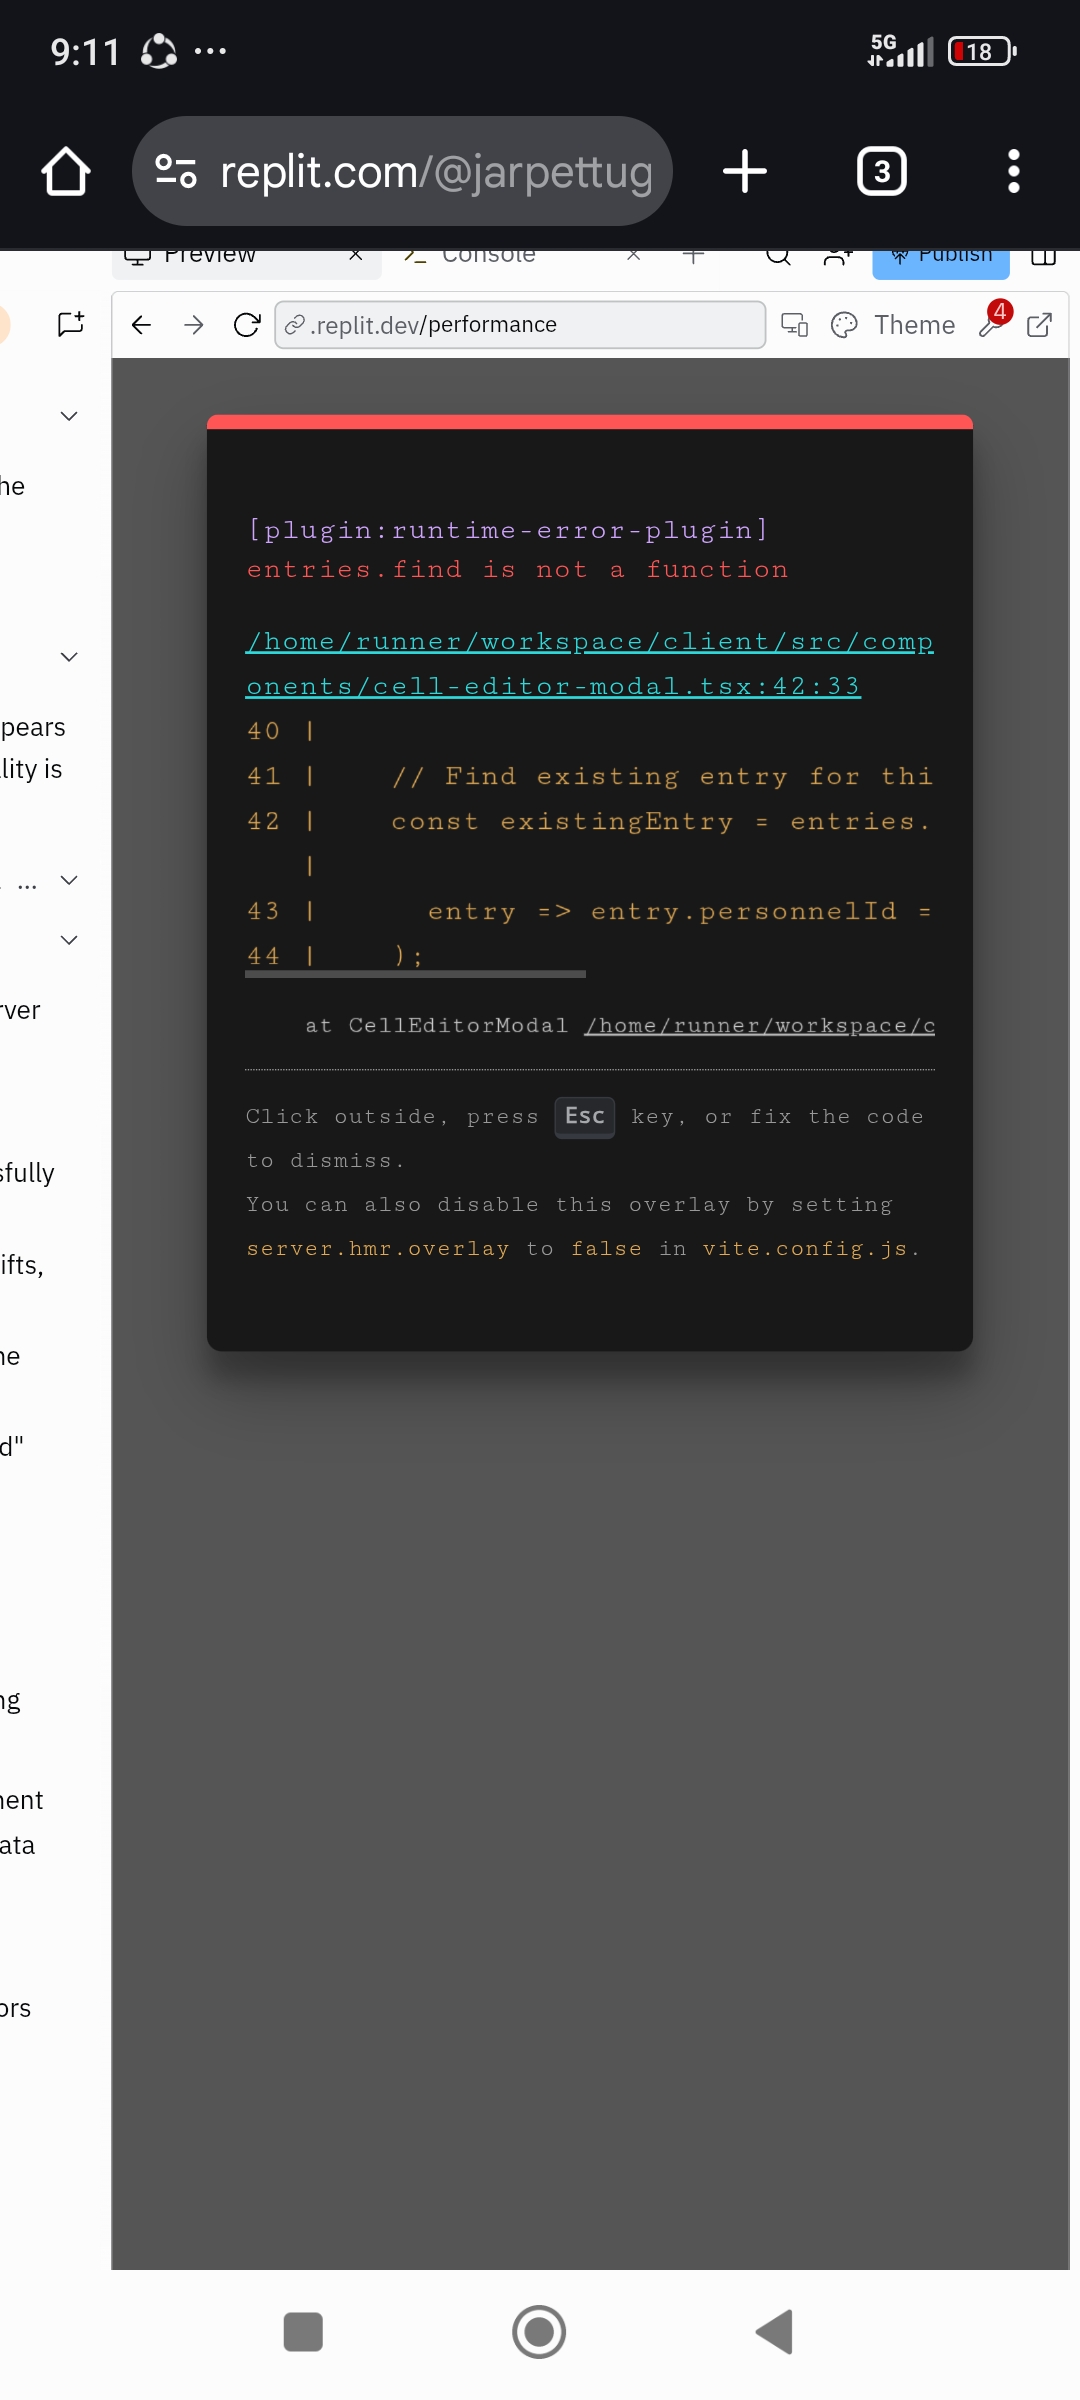 9:11 ...
5G 18
replit.com/@jarpettug
3
Preview
Console
Publish
.replit.dev/performance
Theme
4
he
pears
lity is
...
rver
sfully
ifts,
ne
d"
ng
nent
ata
ors
[plugin:runtime-error-plugin]
entries.find is not a function
/home/runner/workspace/client/src/comp
onents/cell-editor-modal.tsx:42:33
40 |
41 | // Find existing entry for thi
42 | const existingEntry = entries.
|
43 | entry => entry.personnelId =
44 | );
at CellEditorModal /home/runner/workspace/c
Click outside, press Esc key, or fix the code
to dismiss.
You can also disable this overlay by setting
server.hmr.overlay to false in vite.config.js.